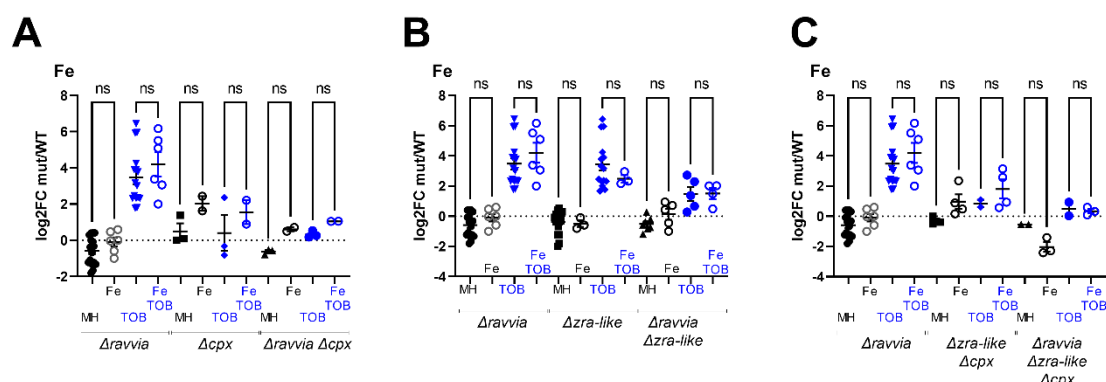 A
Fe
ns ns ns ns ns ns
log2FC mut/WT
8
6
4
2
0
-2
Fe Fe TOB Fe Fe TOB Fe Fe TOB
MH TOB MH TOB MH TOB
Δravvia Δcpx Δravvia Δcpx
B
Fe
ns ns ns ns ns ns
log2FC mut/WT
8
6
4
2
0
-2
-4
Fe Fe TOB Fe Fe TOB Fe Fe TOB
MH TOB MH TOB MH TOB
Δravvia Δzra-like Δravvia
Δzra-like
C
Fe
ns ns ns ns ns ns
log2FC mut/WT
8
6
4
2
0
-2
-4
Fe Fe TOB Fe Fe TOB Fe Fe TOB
MH TOB MH TOB MH TOB
Δravvia Δzra-like Δravvia
Δcpx Δzra-like
Δcpx